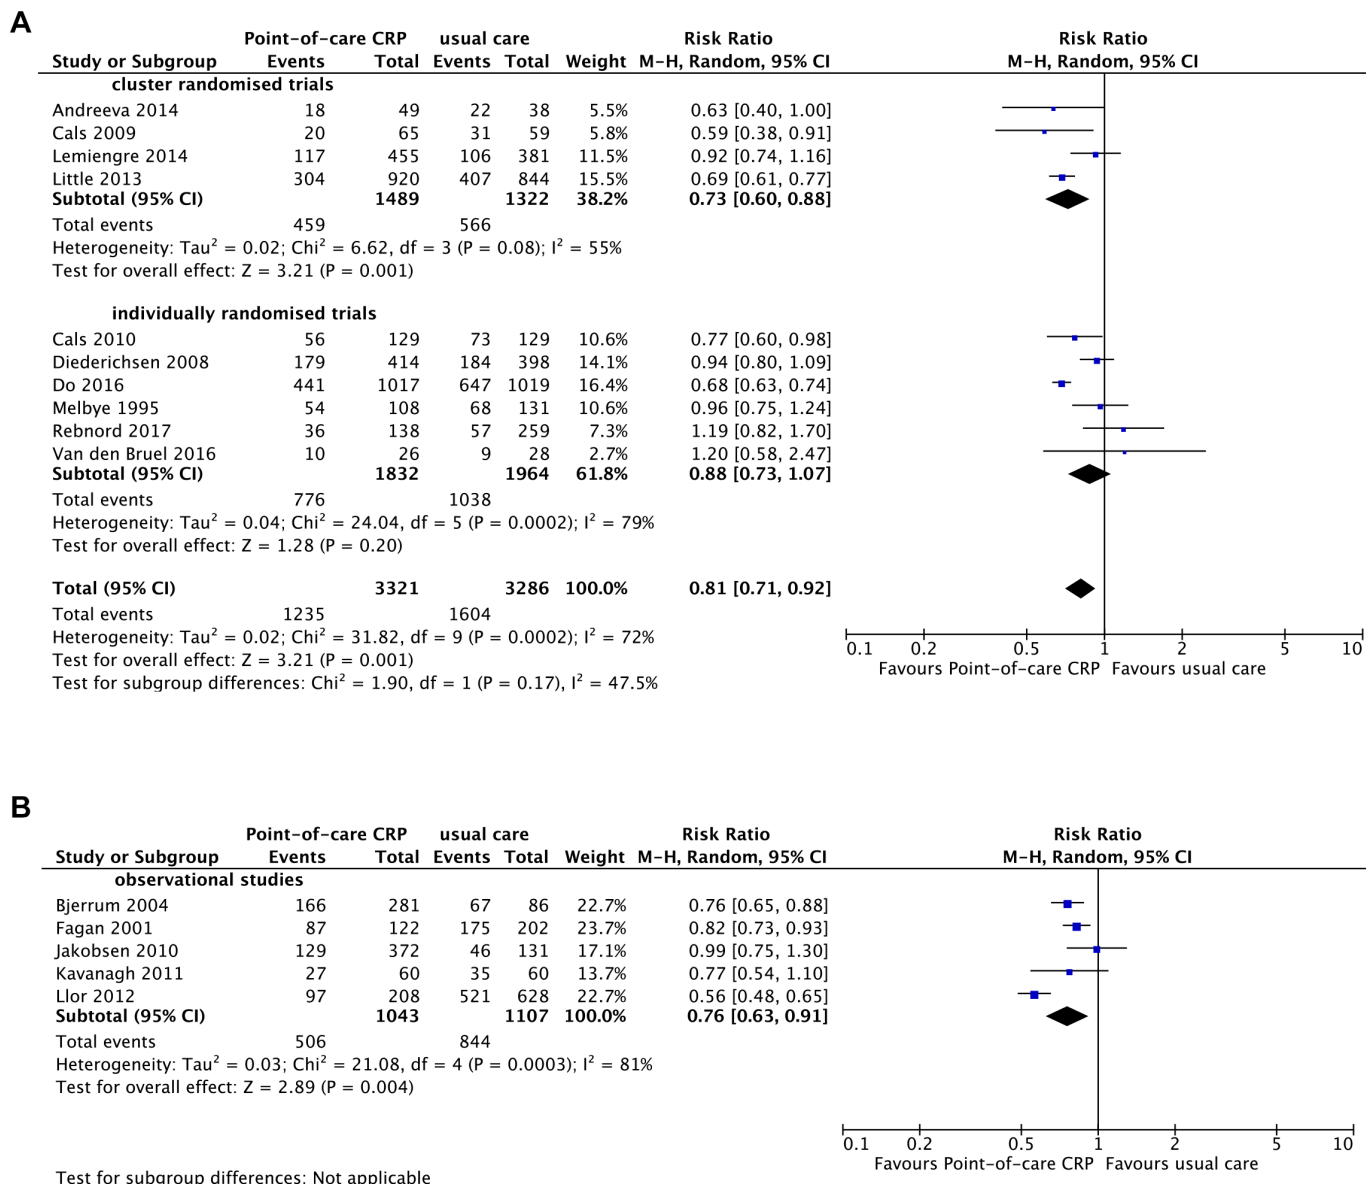 A
Point-of-care CRP usual care Risk Ratio Risk Ratio
Study or Subgroup Events Total Events Total Weight M-H, Random, 95% CI M-H, Random, 95% CI
cluster randomised trials
Andreeva 2014 18 49 22 38 5.5% 0.63 [0.40, 1.00]
Cals 2009 20 65 31 59 5.8% 0.59 [0.38, 0.91]
Lemiengre 2014 117 455 106 381 11.5% 0.92 [0.74, 1.16]
Little 2013 304 920 407 844 15.5% 0.69 [0.61, 0.77]
Subtotal (95% CI) 1489 1322 38.2% 0.73 [0.60, 0.88]
Total events 459 566
Heterogeneity: Tau² = 0.02; Chi² = 6.62, df = 3 (P = 0.08); I² = 55%
Test for overall effect: Z = 3.21 (P = 0.001)
individually randomised trials
Cals 2010 56 129 73 129 10.6% 0.77 [0.60, 0.98]
Diederichsen 2008 179 414 184 398 14.1% 0.94 [0.80, 1.09]
Do 2016 441 1017 647 1019 16.4% 0.68 [0.63, 0.74]
Melbye 1995 54 108 68 131 10.6% 0.96 [0.75, 1.24]
Rebnord 2017 36 138 57 259 7.3% 1.19 [0.82, 1.70]
Van den Bruel 2016 10 26 9 28 2.7% 1.20 [0.58, 2.47]
Subtotal (95% CI) 1832 1964 61.8% 0.88 [0.73, 1.07]
Total events 776 1038
Heterogeneity: Tau² = 0.04; Chi² = 24.04, df = 5 (P = 0.0002); I² = 79%
Test for overall effect: Z = 1.28 (P = 0.20)
Total (95% CI) 3321 3286 100.0% 0.81 [0.71, 0.92]
Total events 1235 1604
Heterogeneity: Tau² = 0.02; Chi² = 31.82, df = 9 (P = 0.0002); I² = 72%
Test for overall effect: Z = 3.21 (P = 0.001)
Test for subgroup differences: Chi² = 1.90, df = 1 (P = 0.17), I² = 47.5%
0.1 0.2 0.5 1 2 5 10
Favours Point-of-care CRP Favours usual care
B
Point-of-care CRP usual care Risk Ratio Risk Ratio
Study or Subgroup Events Total Events Total Weight M-H, Random, 95% CI M-H, Random, 95% CI
observational studies
Bjerrum 2004 166 281 67 86 22.7% 0.76 [0.65, 0.88]
Fagan 2001 87 122 175 202 23.7% 0.82 [0.73, 0.93]
Jakobsen 2010 129 372 46 131 17.1% 0.99 [0.75, 1.30]
Kavanagh 2011 27 60 35 60 13.7% 0.77 [0.54, 1.10]
Llor 2012 97 208 521 628 22.7% 0.56 [0.48, 0.65]
Subtotal (95% CI) 1043 1107 100.0% 0.76 [0.63, 0.91]
Total events 506 844
Heterogeneity: Tau² = 0.03; Chi² = 21.08, df = 4 (P = 0.0003); I² = 81%
Test for overall effect: Z = 2.89 (P = 0.004)
0.1 0.2 0.5 1 2 5 10
Favours Point-of-care CRP Favours usual care
Test for subgroup differences: Not applicable